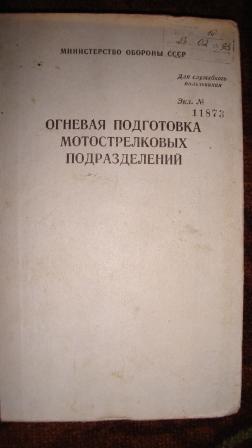 МИНИСТЕРСТВО ОБОРОНЫ СССР
Для служебного
пользования
Экз. №
11873
ОГНЕВАЯ ПОДГОТОВКА
МОТОСТРЕЛКОВЫХ
ПОДРАЗДЕЛЕНИЙ